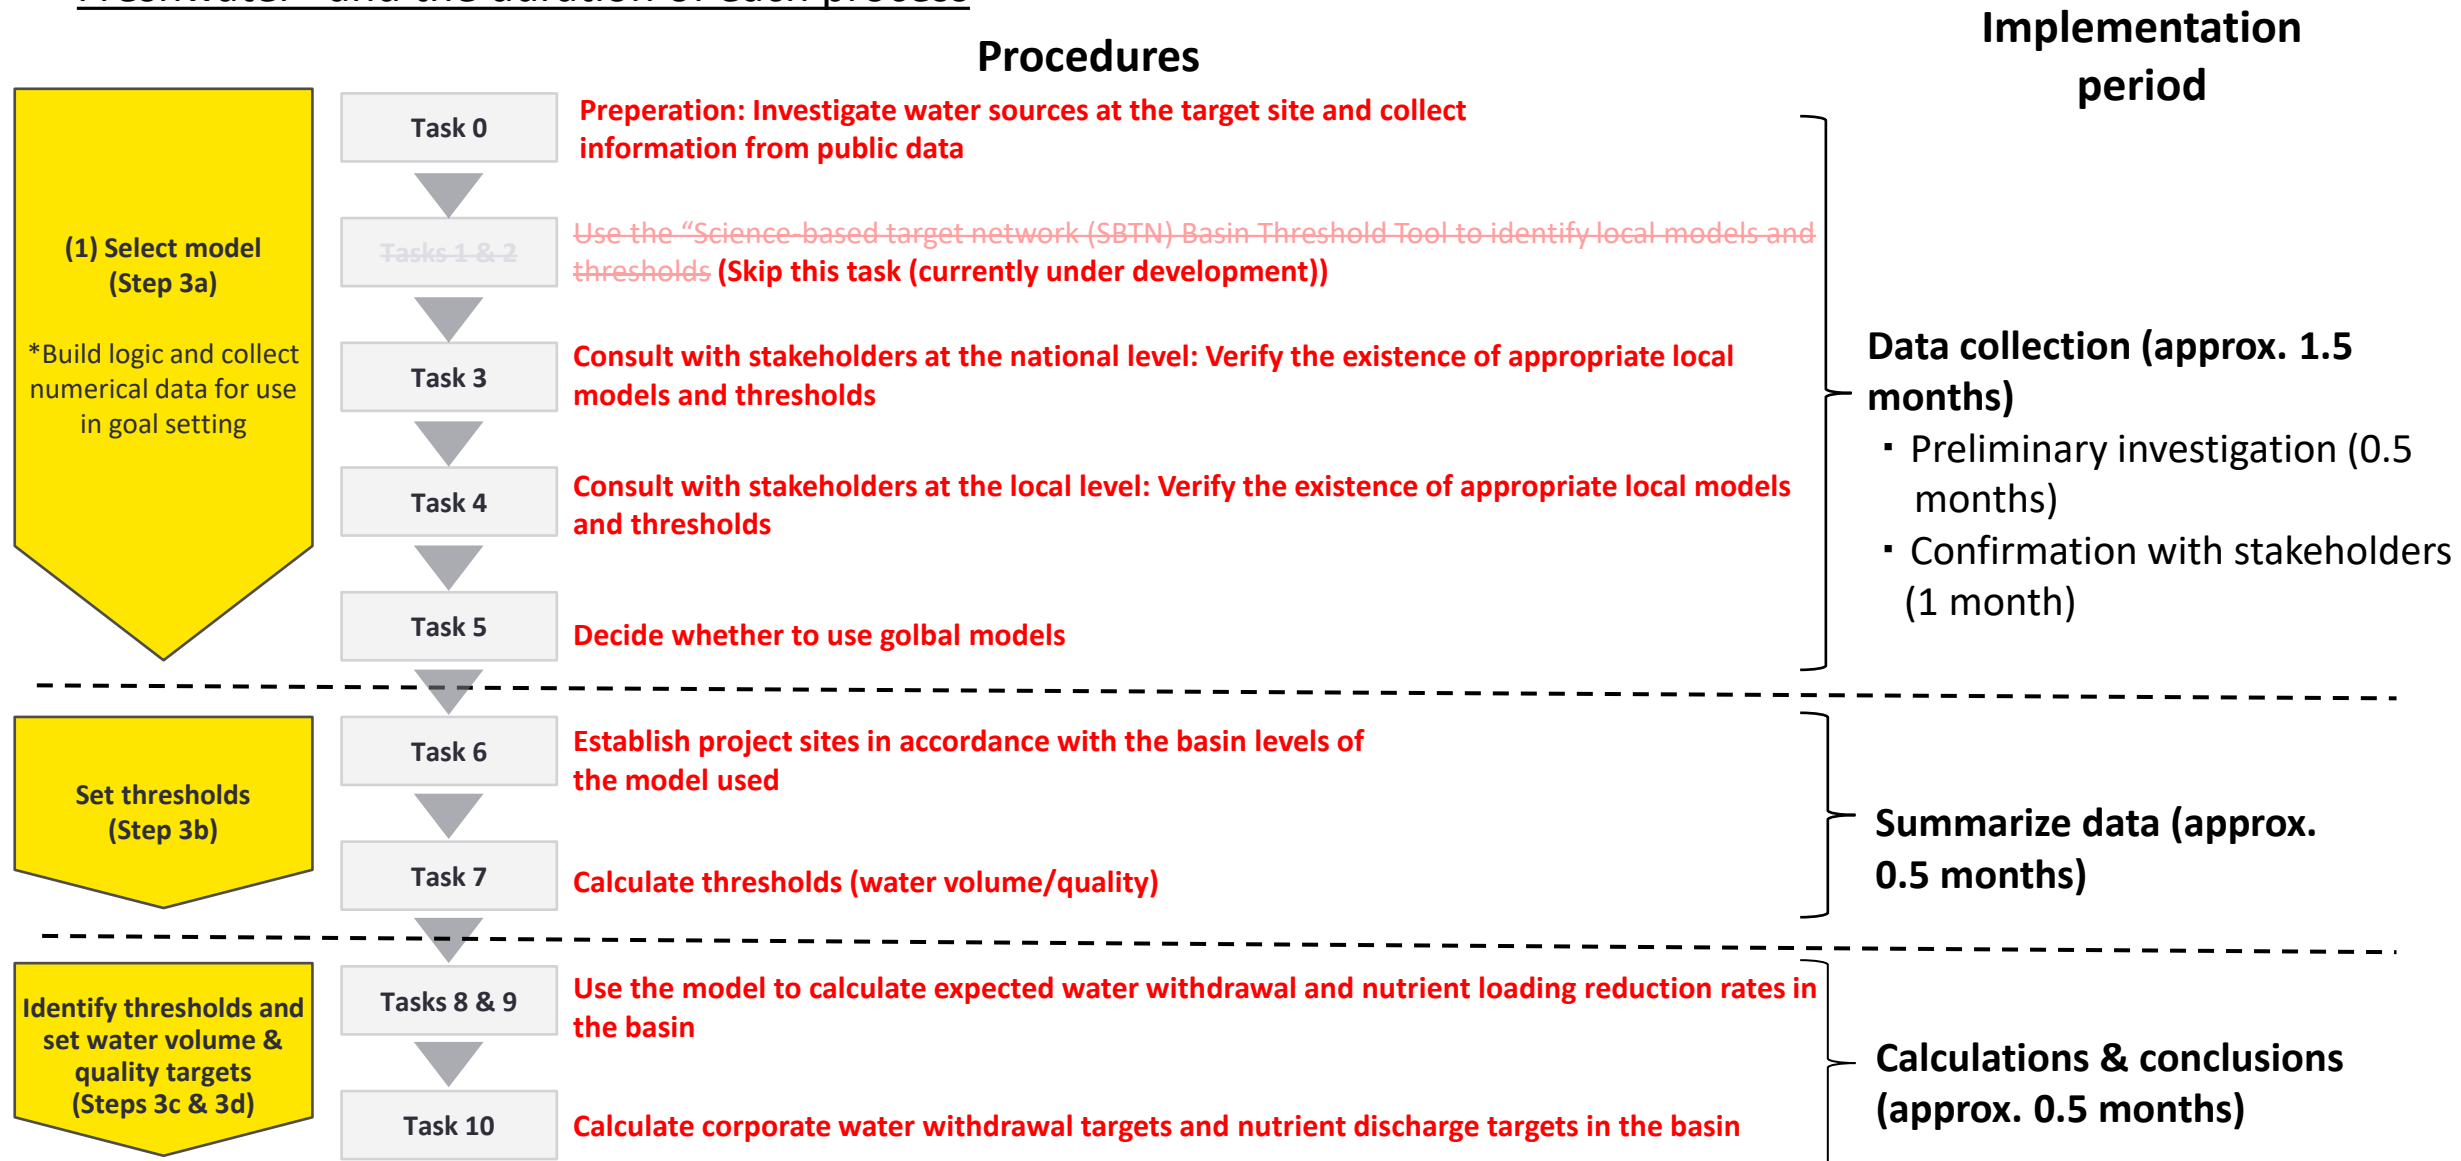 Freshwater" and the duration of each process
Procedures
Implementation
period
(1) Select model
(Step 3a)
*Build logic and collect
numerical data for use
in goal setting
Task 0
Preperation: Investigate water sources at the target site and collect
information from public data
Tasks 1 & 2
Use the “Science-based target network (SBTN) Basin Threshold Tool to identify local models and
thresholds (Skip this task (currently under development))
Task 3
Consult with stakeholders at the national level: Verify the existence of appropriate local
models and thresholds
Task 4
Consult with stakeholders at the local level: Verify the existence of appropriate local models
and thresholds
Task 5
Decide whether to use golbal models
Data collection (approx. 1.5
months)
・Preliminary investigation (0.5
months)
・Confirmation with stakeholders
(1 month)
Set thresholds
(Step 3b)
Task 6
Establish project sites in accordance with the basin levels of
the model used
Task 7
Calculate thresholds (water volume/quality)
Summarize data (approx.
0.5 months)
Identify thresholds and
set water volume &
quality targets
(Steps 3c & 3d)
Tasks 8 & 9
Use the model to calculate expected water withdrawal and nutrient loading reduction rates in
the basin
Task 10
Calculate corporate water withdrawal targets and nutrient discharge targets in the basin
Calculations & conclusions
(approx. 0.5 months)